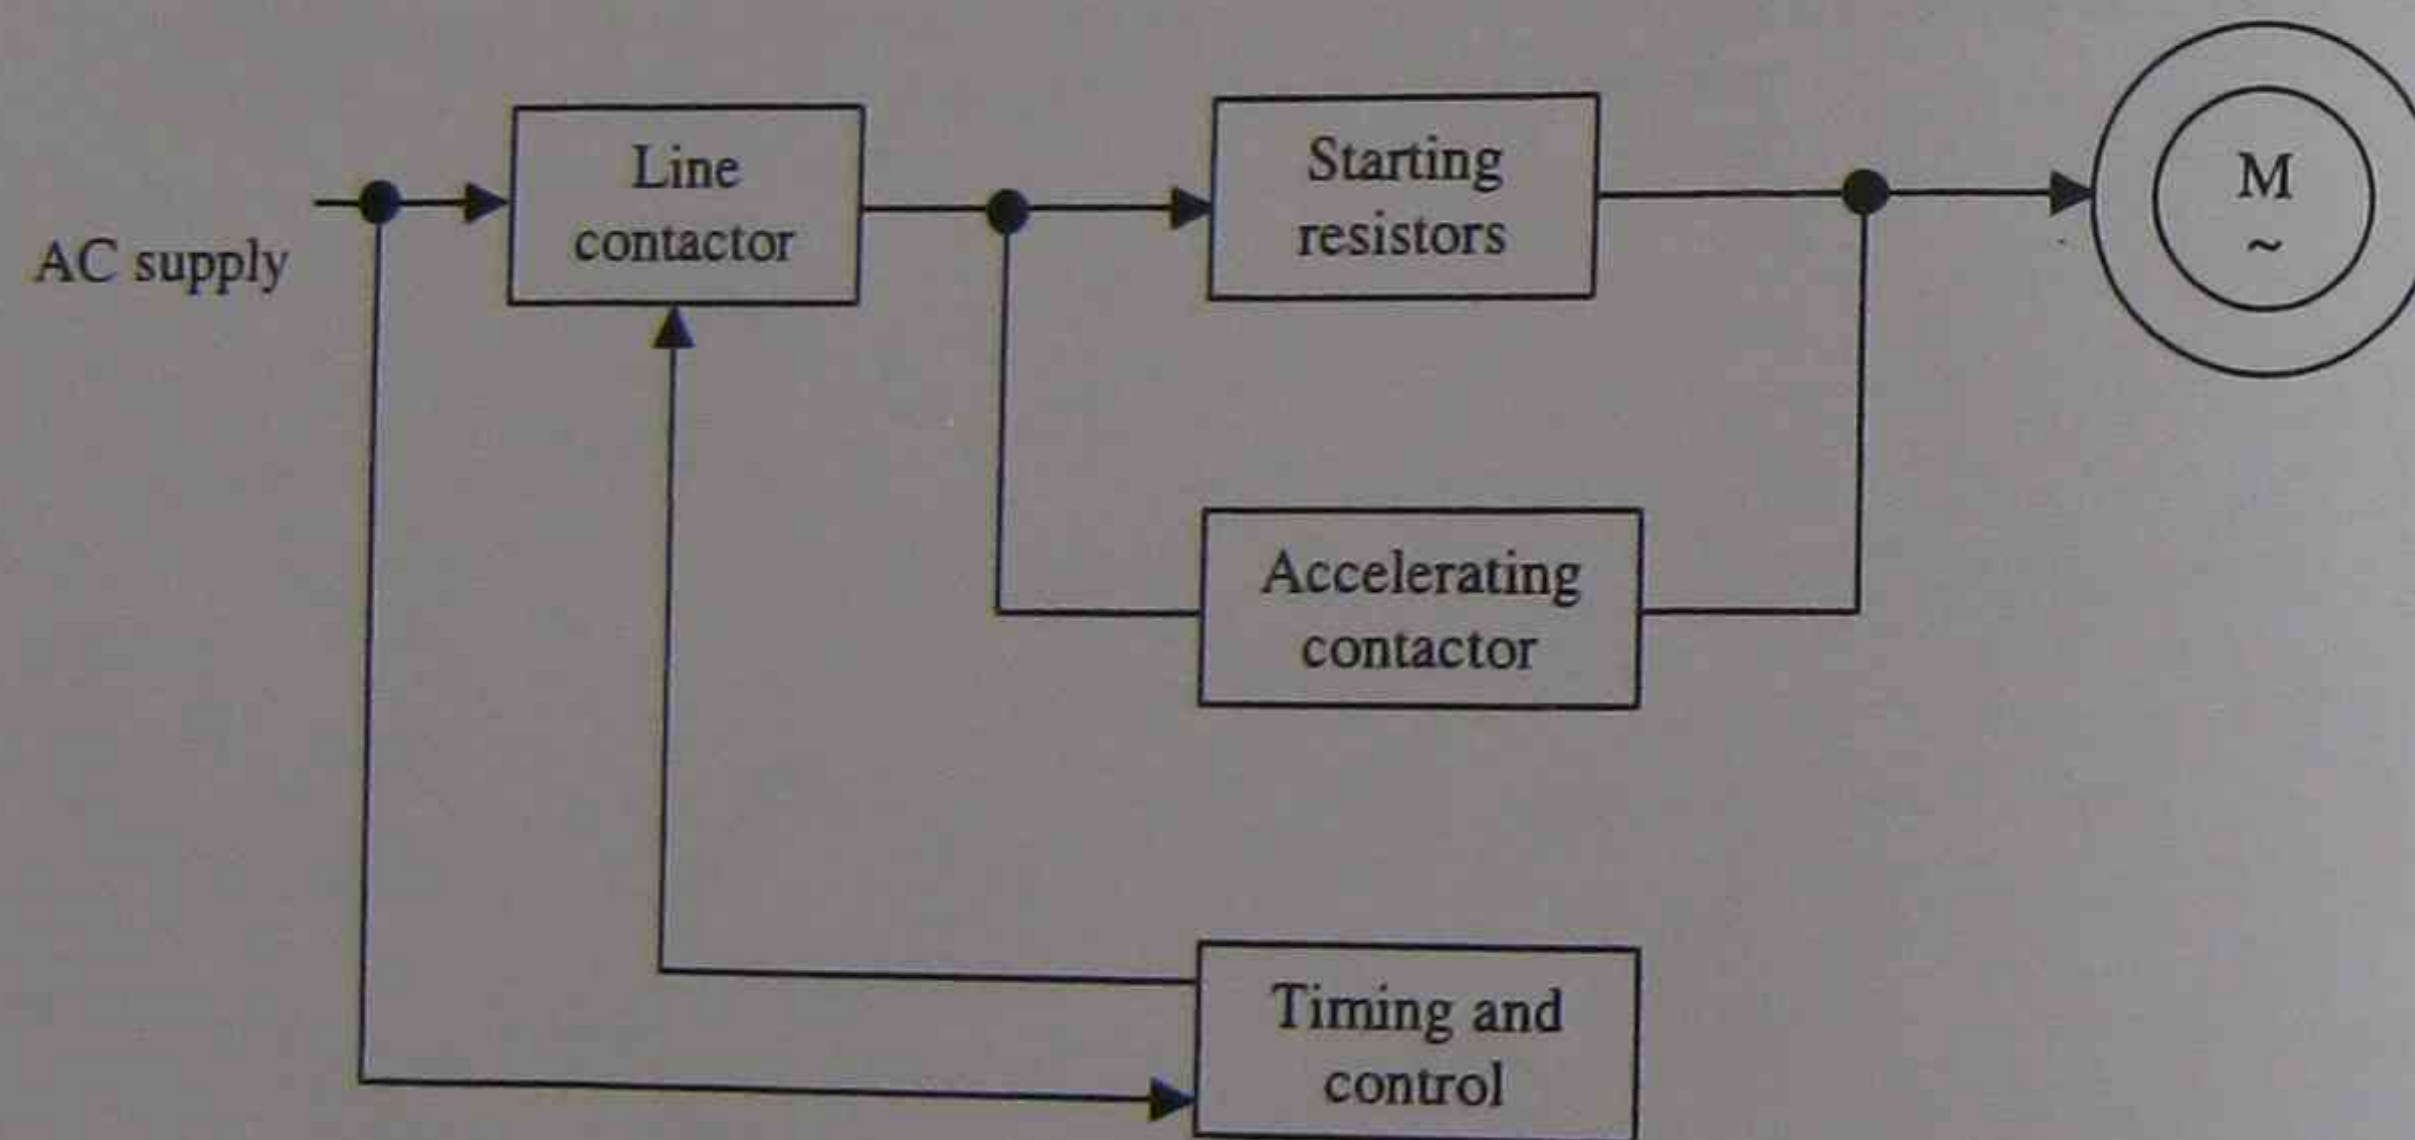 AC supply
Line
contactor
Starting
resistors
M
~
Accelerating
contactor
Timing and
control